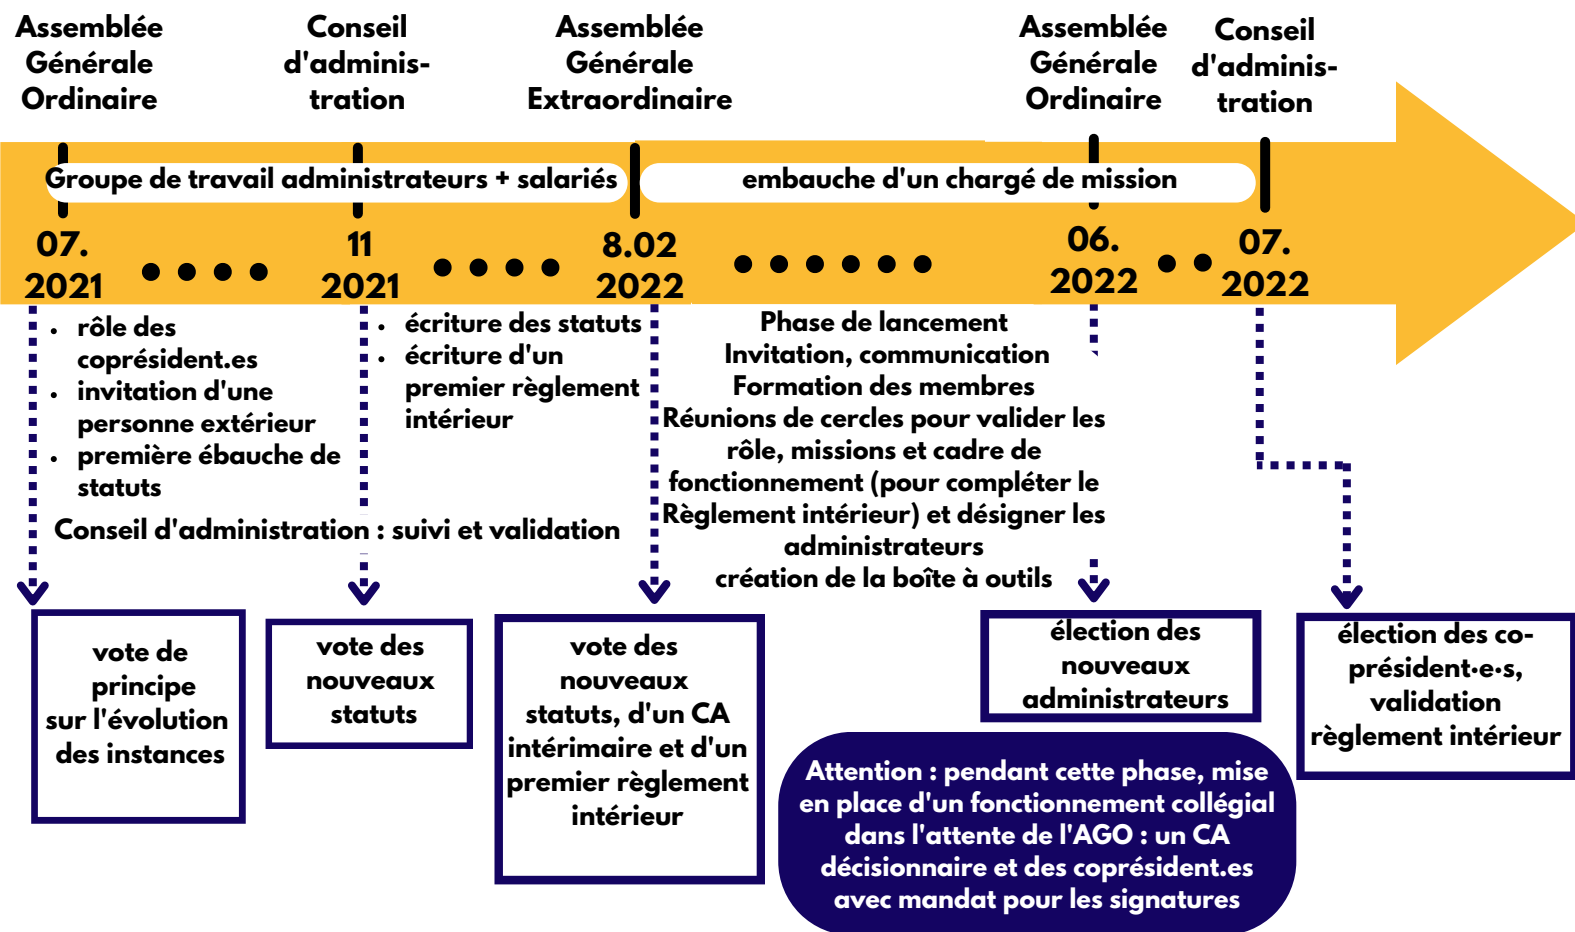 Assemblée
Générale
Ordinaire
Conseil
d'adminis-
tration
Assemblée
Générale
Extraordinaire
Assemblée
Générale
Ordinaire
Conseil
d'adminis-
tration
Groupe de travail administrateurs + salariés
embauche d'un chargé de mission
07.
2021
11
2021
8.02
2022
06.
2022
07.
2022
• rôle des
coprésident.es
• invitation d'une
personne extérieur
• première ébauche de
statuts
• écriture des statuts
• écriture d'un
premier règlement
intérieur
Conseil d'administration : suivi et validation
Phase de lancement
Invitation, communication
Formation des membres
Réunions de cercles pour valider les
rôle, missions et cadre de
fonctionnement (pour compléter le
Règlement intérieur) et désigner les
administrateurs
création de la boîte à outils
vote de
principe
sur l'évolution
des instances
vote des
nouveaux
statuts
vote des
nouveaux
statuts, d'un CA
intérimaire et d'un
premier règlement
intérieur
élection des
nouveaux
administrateurs
élection des co-
président·e·s,
validation
règlement intérieur
Attention : pendant cette phase, mise
en place d'un fonctionnement collégial
dans l'attente de l'AGO : un CA
décisionnaire et des coprésident.es
avec mandat pour les signatures